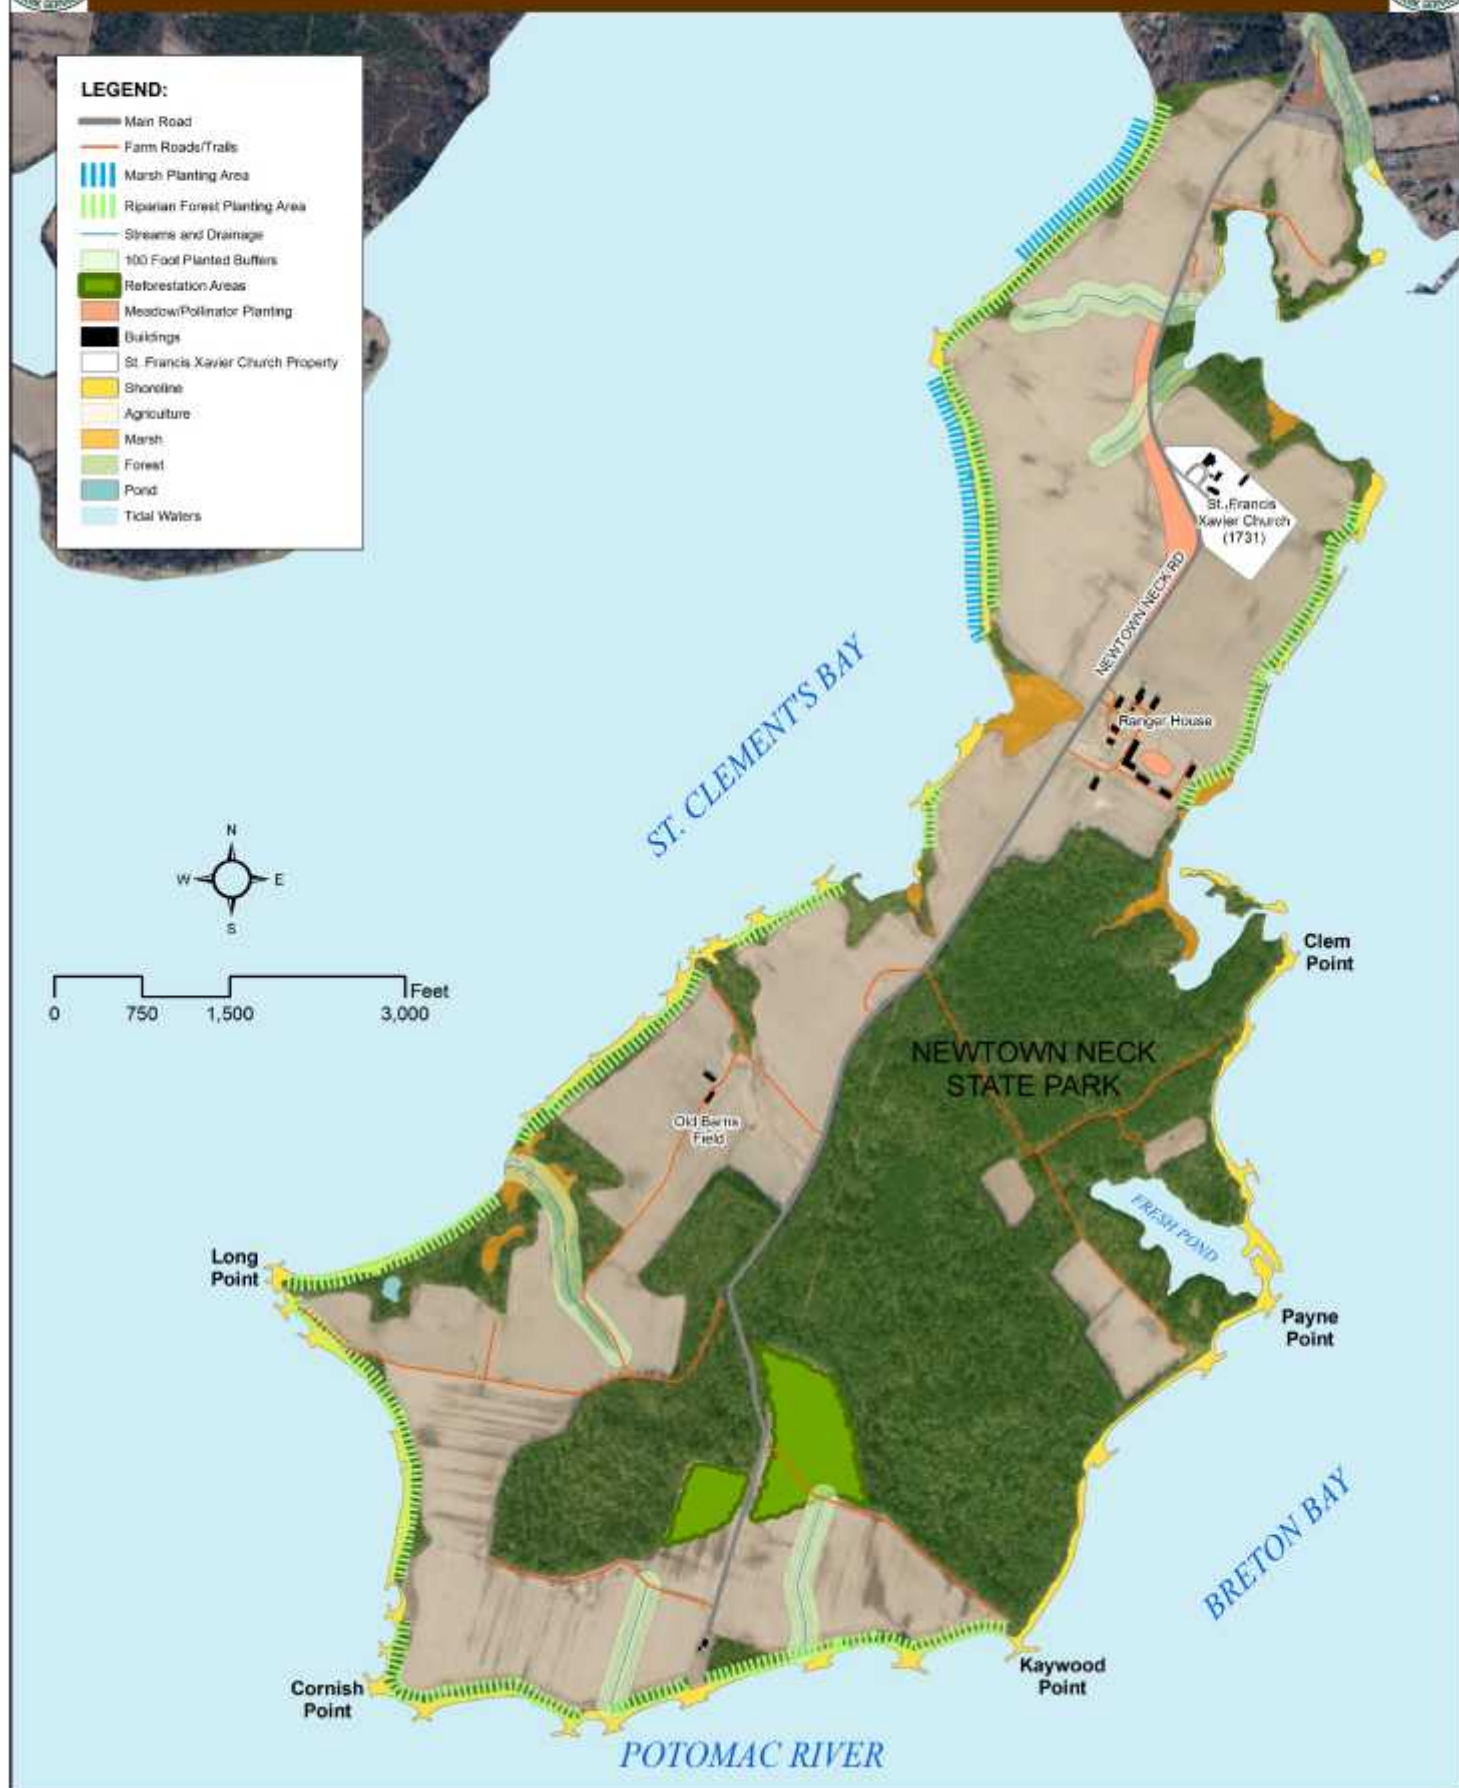 LEGEND:
Main Road
Farm Roads/Trails
Marsh Planting Area
Riparian Forest Planting Area
Streams and Drainage
100 Foot Planted Buffers
Reforestation Areas
Meadow/Pollinator Planting
Buildings
St. Francis Xavier Church Property
Shoreline
Agriculture
Marsh
Forest
Pond
Tidal Waters
St. Francis
Xavier Church
(1731)
NEWTOWN NECK RD
Ranger House
ST. CLEMENT'S BAY
N
W
E
S
Feet
0
750
1,500
3,000
Clem
Point
NEWTOWN NECK
STATE PARK
Old Barns
Field
FRESH POND
Long
Point
Payne
Point
BRETON BAY
Kaywood
Point
Cornish
Point
POTOMAC RIVER